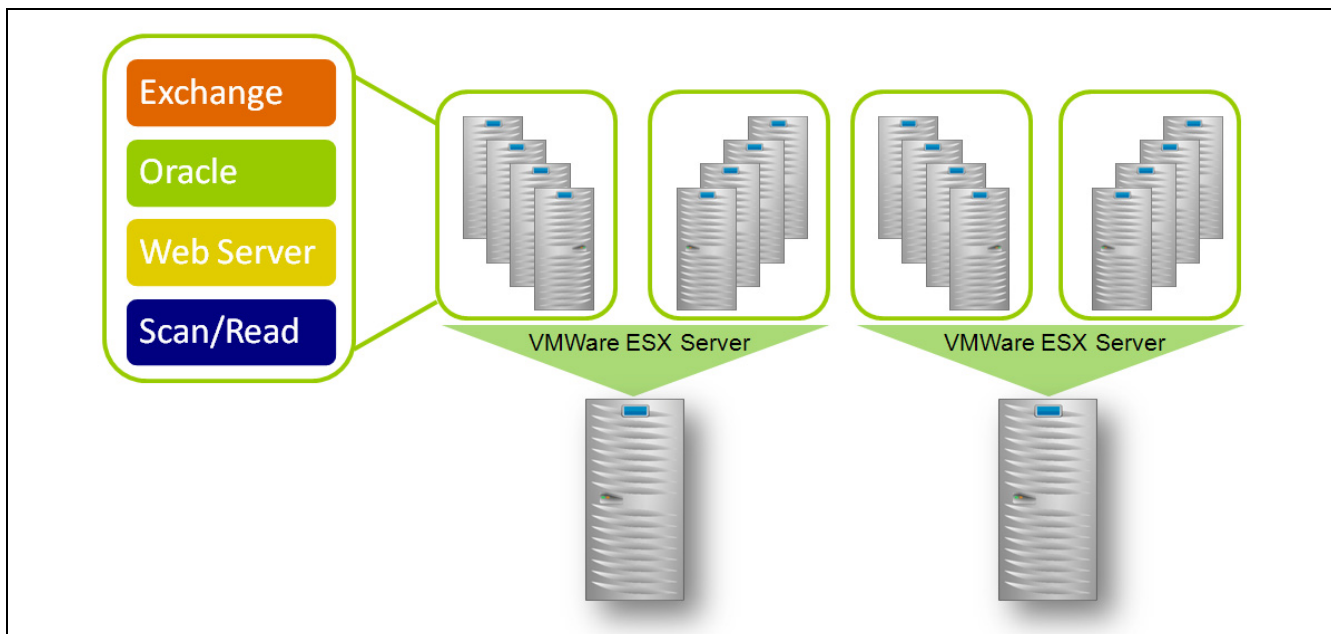 Exchange
Oracle
Web Server
Scan/Read
VMWare ESX Server
VMWare ESX Server